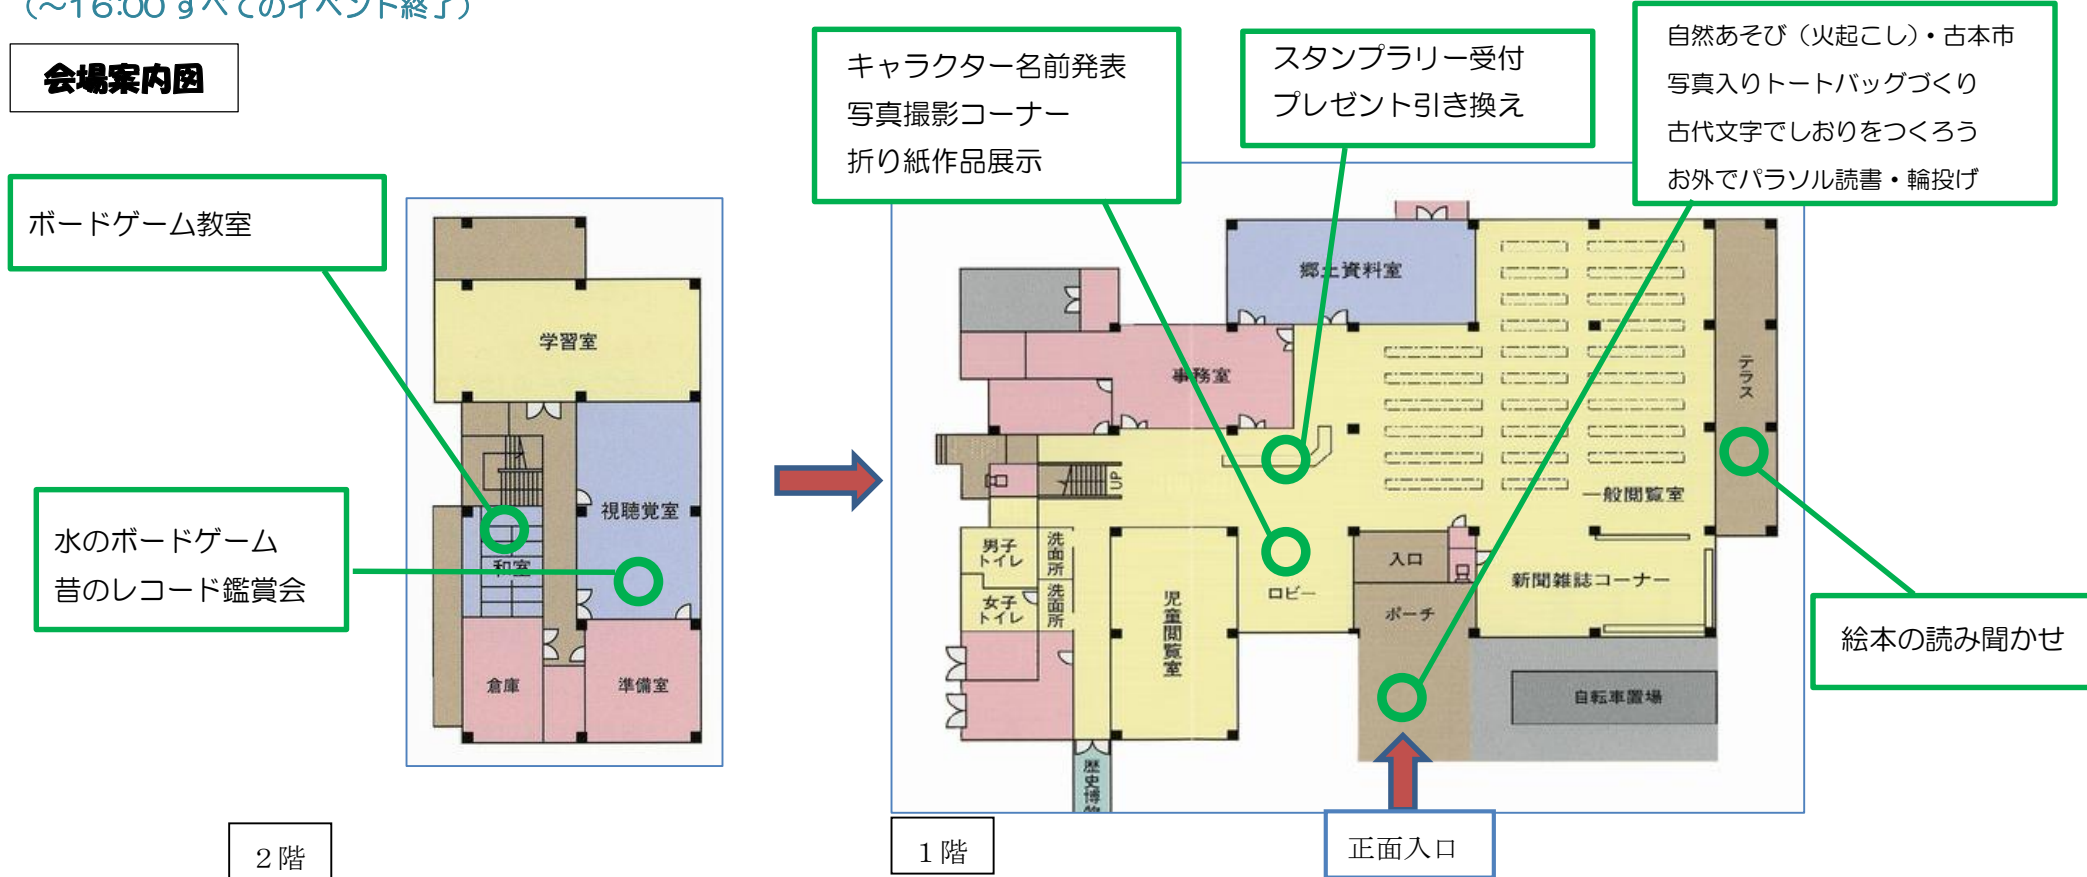 （～16:00 すべてのイベント終了）
会場案内図
キャラクター名前発表
写真撮影コーナー
折り紙作品展示
スタンプラリー受付
プレゼント引き換え
自然あそび（火起こし）・古本市
写真入りトートバッグづくり
古代文字でしおりをつくろう
お外でパラソル読書・輪投げ
ボードゲーム教室
水のボードゲーム
昔のレコード鑑賞会
学習室
視聴覚室
和室
倉庫
準備室
2階
郷土資料室
事務室
テラス
UP
一般閲覧室
男子
トイレ
洗面所
女子
トイレ
洗面所
児童閲覧室
ロビー
入口
ポーチ
新聞雑誌コーナー
自転車置場
歴史博
絵本の読み聞かせ
1階
正面入口